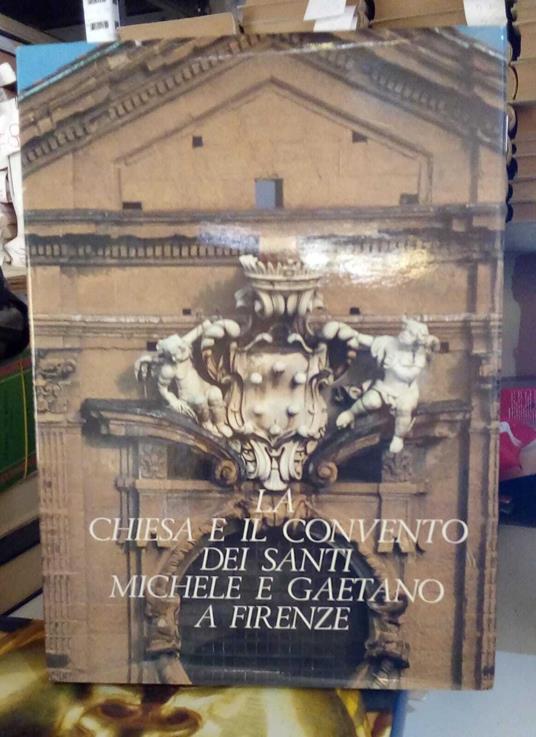 LA
CHIESA E IL CONVENTO
DEI SANTI
MICHELE E GAETANO
A FIRENZE